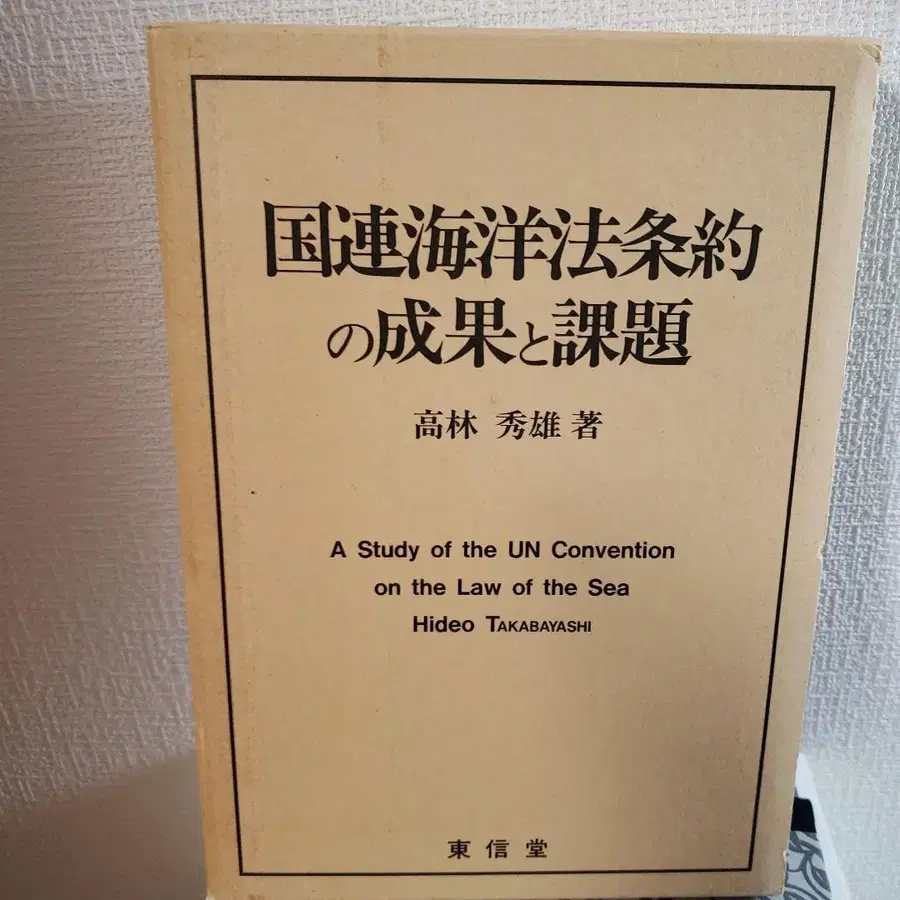 国連海洋法条約
の成果と課題
高林 秀雄 著
A Study of the UN Convention
on the Law of the Sea
Hideo TAKABAYASHI
東信堂